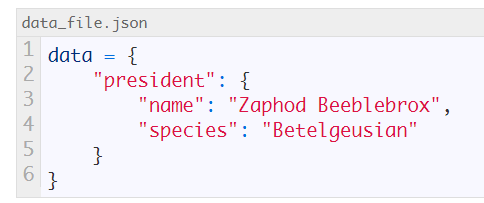 data_file.json
1 data = {
2     "president": {
3         "name": "Zaphod Beeblebrox",
4         "species": "Betelgeusian"
5     }
6 }